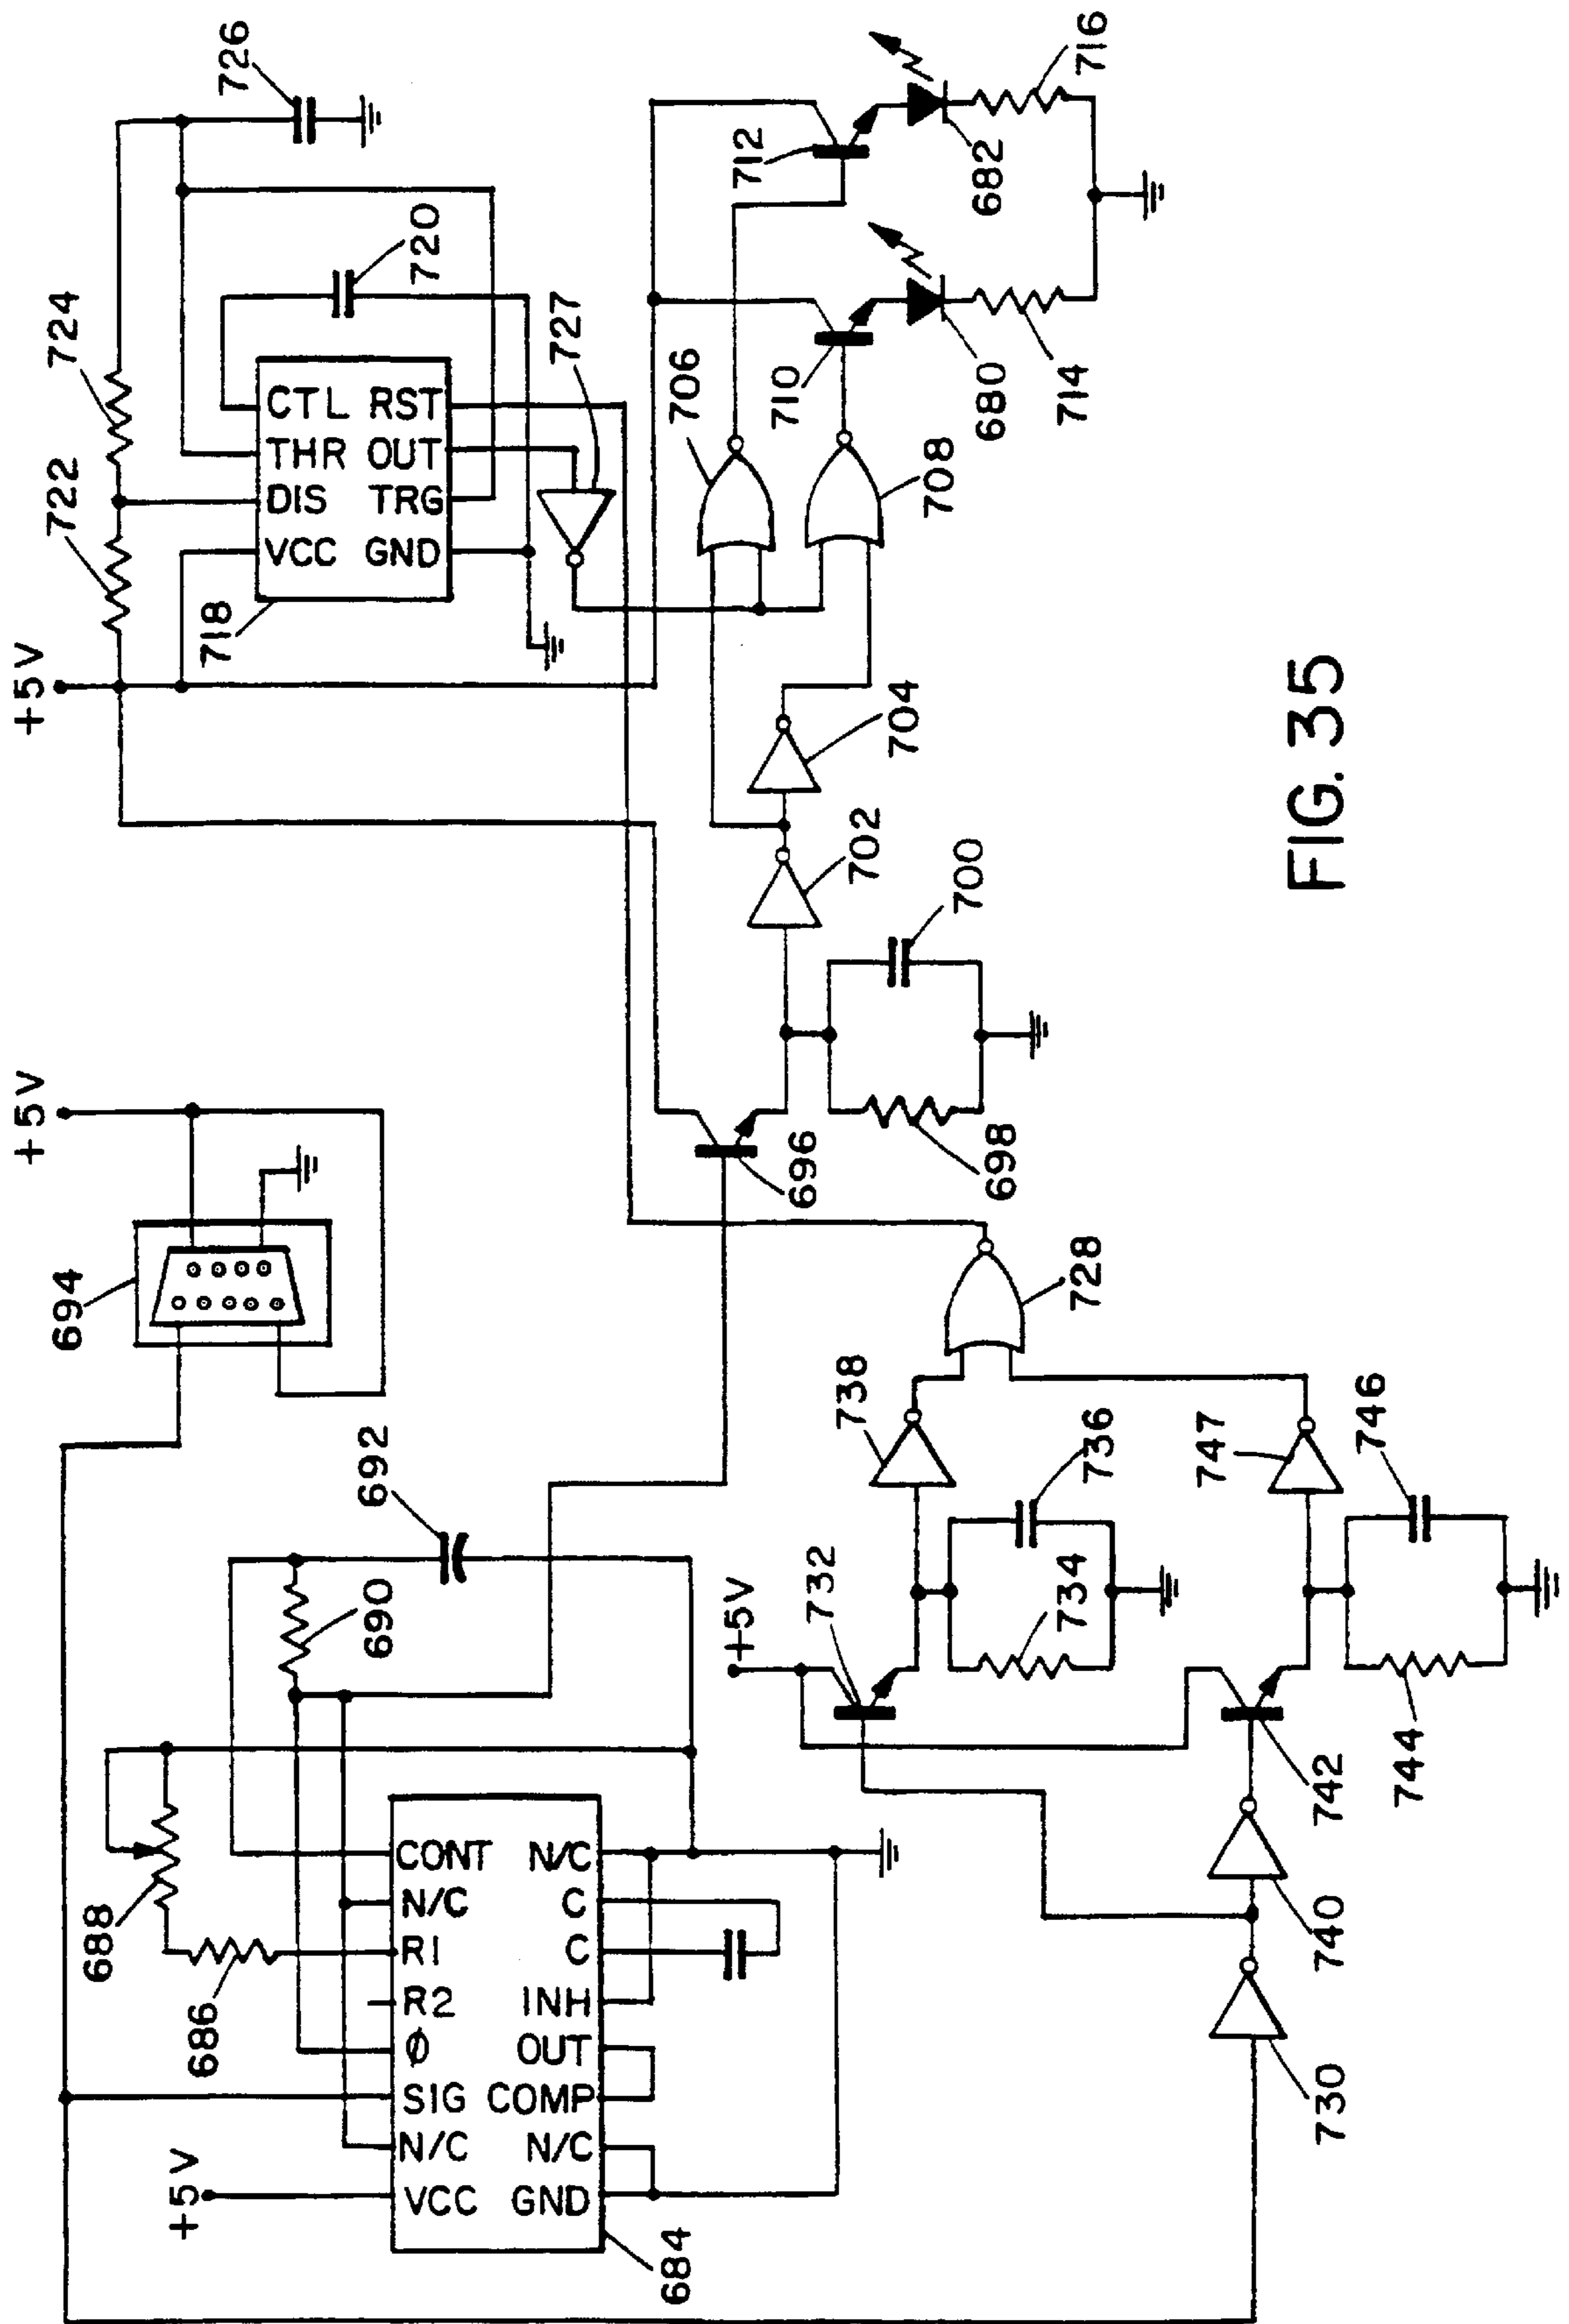 +5V
722
724
726
718
VCC GND
DIS TRG
THR OUT
CTL RST
720
727
706
712
710
708
680
682
714
716
+5V
694
696
698
700
702
704
692
690
688
686
+5V
VCC GND
N/C N/C
SIG COMP
ϕ OUT
R2 INH
R1 C
N/C C
CONT N/C
684
+5V
732
734
736
738
728
730
740
742
744
746
747
FIG. 35